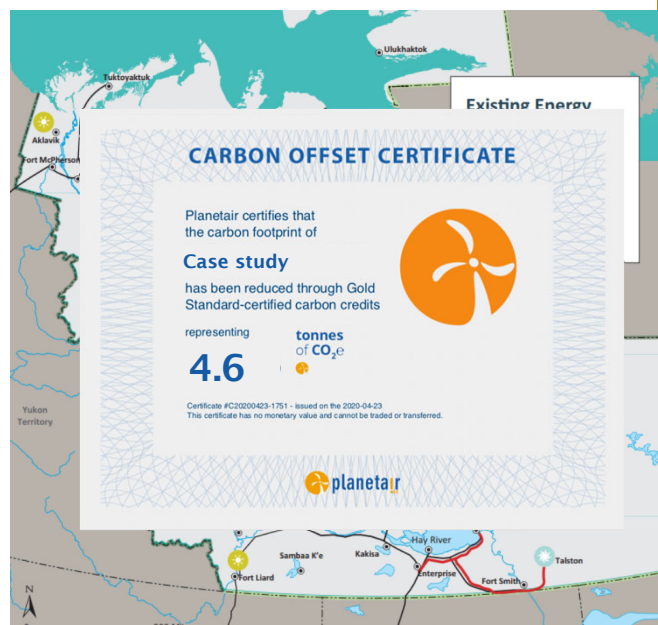 Ulukhaktok
Tuktoyaktuk
Existing Energy
Aklavik
Fort McPherson
CARBON OFFSET CERTIFICATE
Planetair certifies that
the carbon footprint of
Case study
has been reduced through Gold
Standard-certified carbon credits
representing
tonnes
of CO₂e
4.6
Certificate #C20200423-1751 - issued on the 2020-04-23
This certificate has no monetary value and cannot be traded or transferred.
Yukon
Territory
planetair
Hay River
Sambaa K'e
Kakisa
Talston
Fort Liard
Enterprise
Fort Smith
N